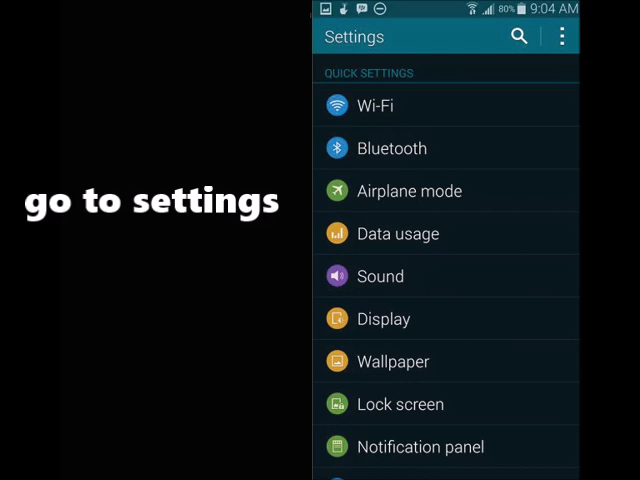 go to settings
80% 9:04 AM
Settings
QUICK SETTINGS
Wi-Fi
Bluetooth
Airplane mode
Data usage
Sound
Display
Wallpaper
Lock screen
Notification panel